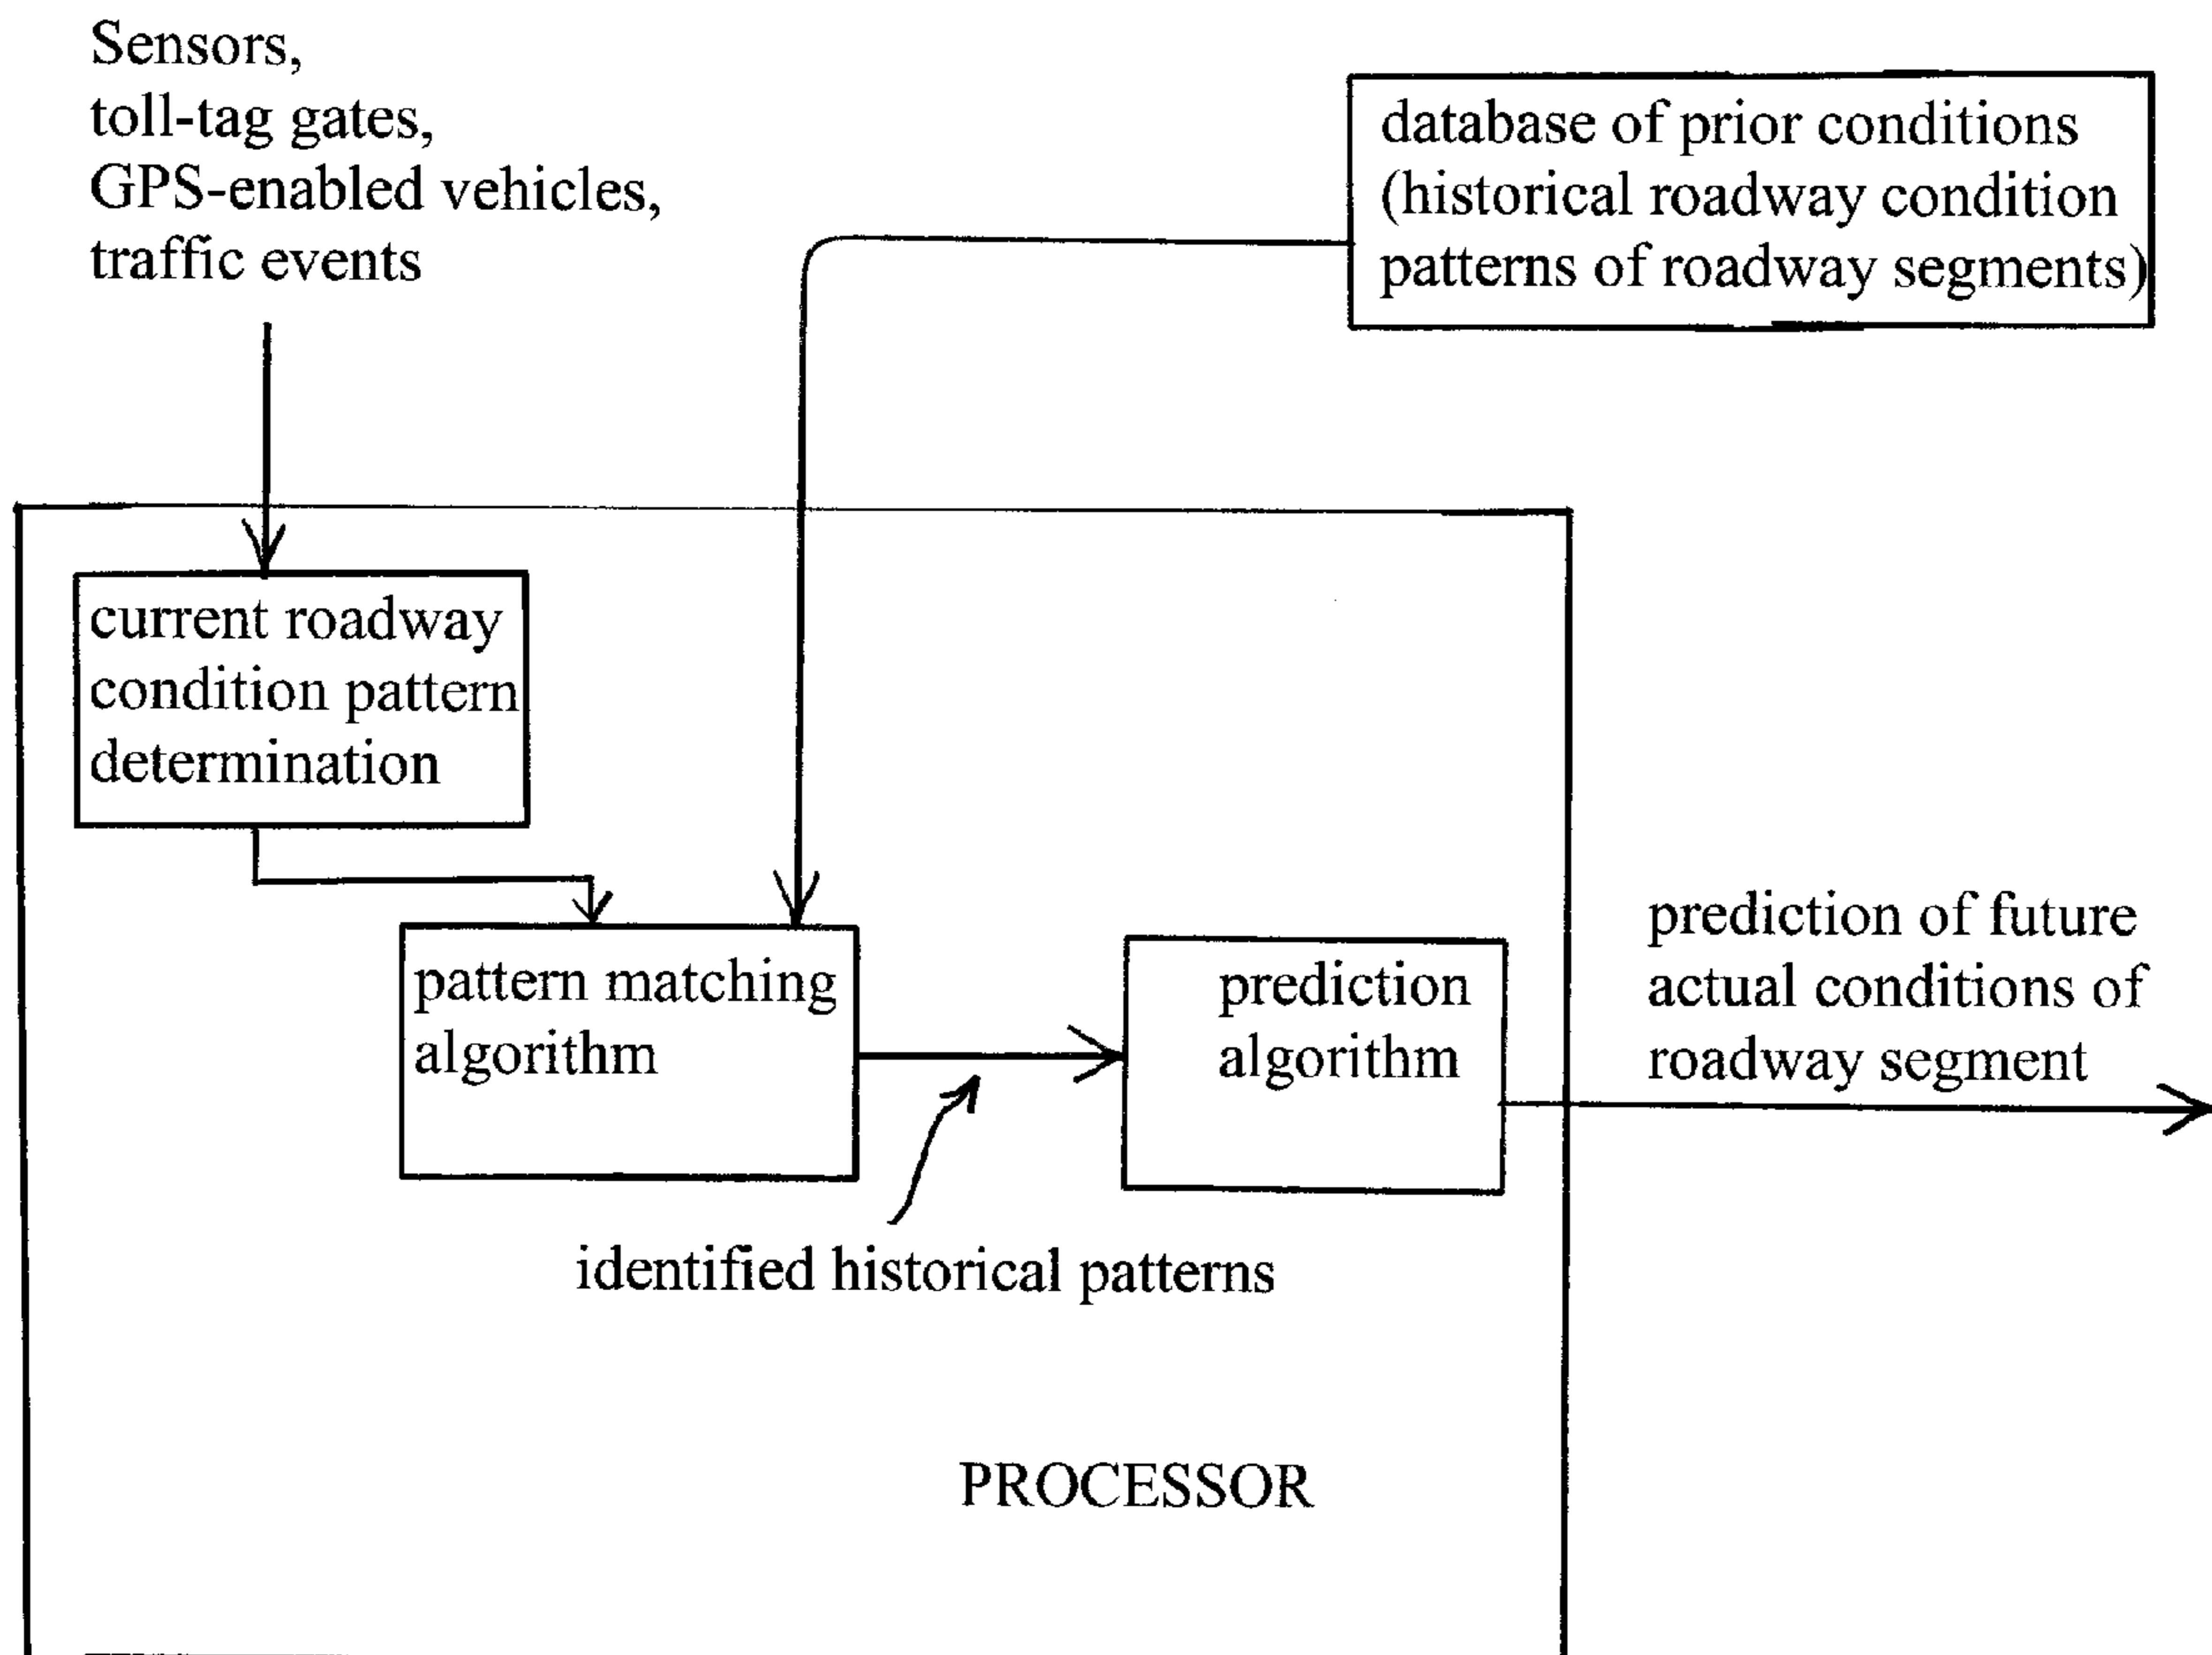 Sensors,
toll-tag gates,
GPS-enabled vehicles,
traffic events
database of prior conditions
(historical roadway condition
patterns of roadway segments)
current roadway
condition pattern
determination
pattern matching
algorithm
prediction
algorithm
prediction of future
actual conditions of
roadway segment
identified historical patterns
PROCESSOR